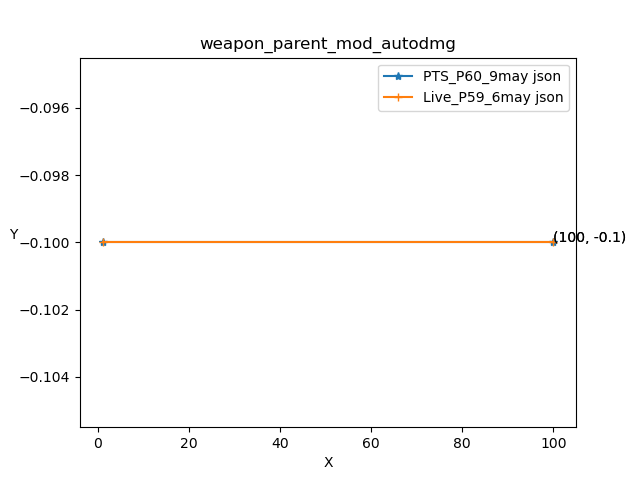 weapon_parent_mod_autodmg
PTS_P60_9may json
Live_P59_6may json
−0.096
−0.098
−0.100
−0.102
−0.104
Y
(100, -0.1)
0
20
40
60
80
100
X